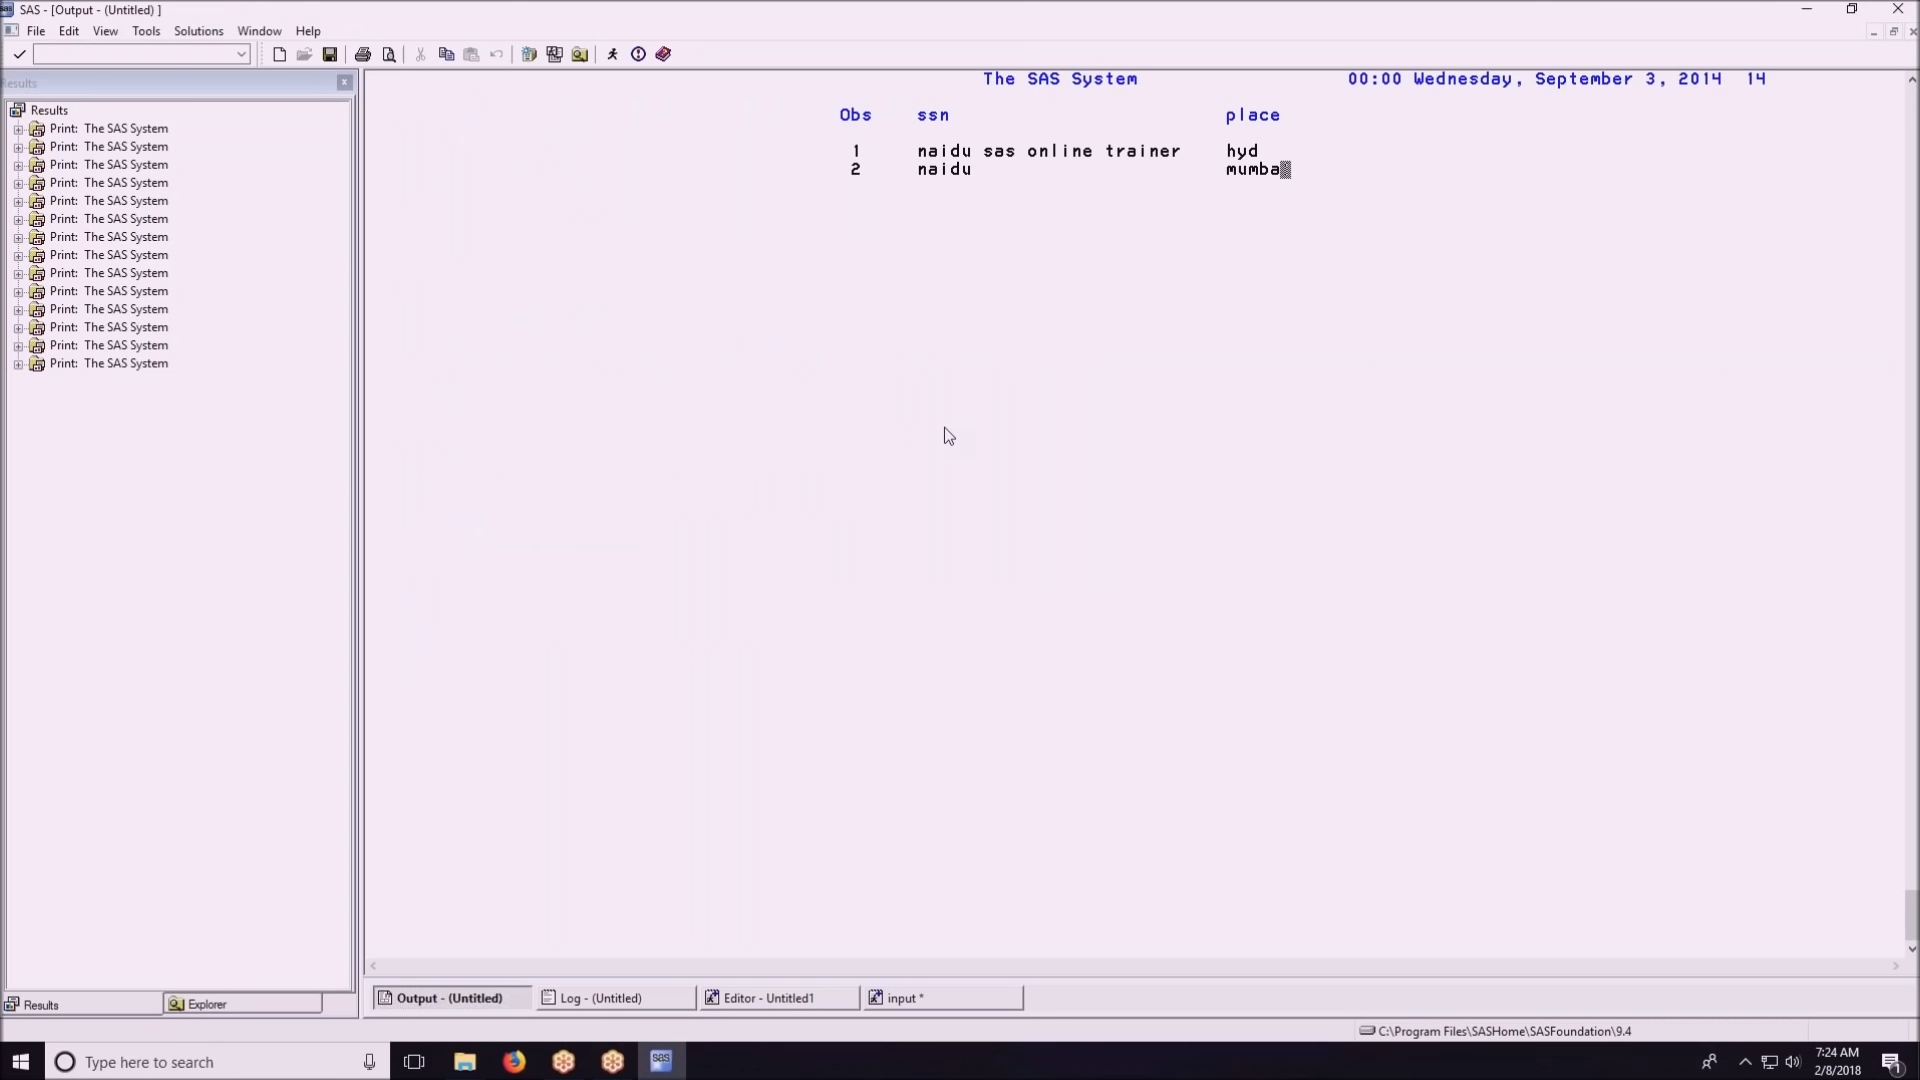 SAS - [Output - (Untitled) ]
File Edit View Tools Solutions Window Help
Results
Results
Print: The SAS System
Print: The SAS System
Print: The SAS System
Print: The SAS System
Print: The SAS System
Print: The SAS System
Print: The SAS System
Print: The SAS System
Print: The SAS System
Print: The SAS System
Print: The SAS System
Print: The SAS System
Print: The SAS System
Print: The SAS System
The SAS System 00:00 Wednesday, September 3, 2014 14
Obs ssn place
1 naidu sas online trainer hyd
2 naidu mumba
Results Explorer
Output - (Untitled) Log - (Untitled) Editor - Untitled1 input *
C:\Program Files\SASHome\SASFoundation\9.4
Type here to search
sas
7:24 AM
2/8/2018
1